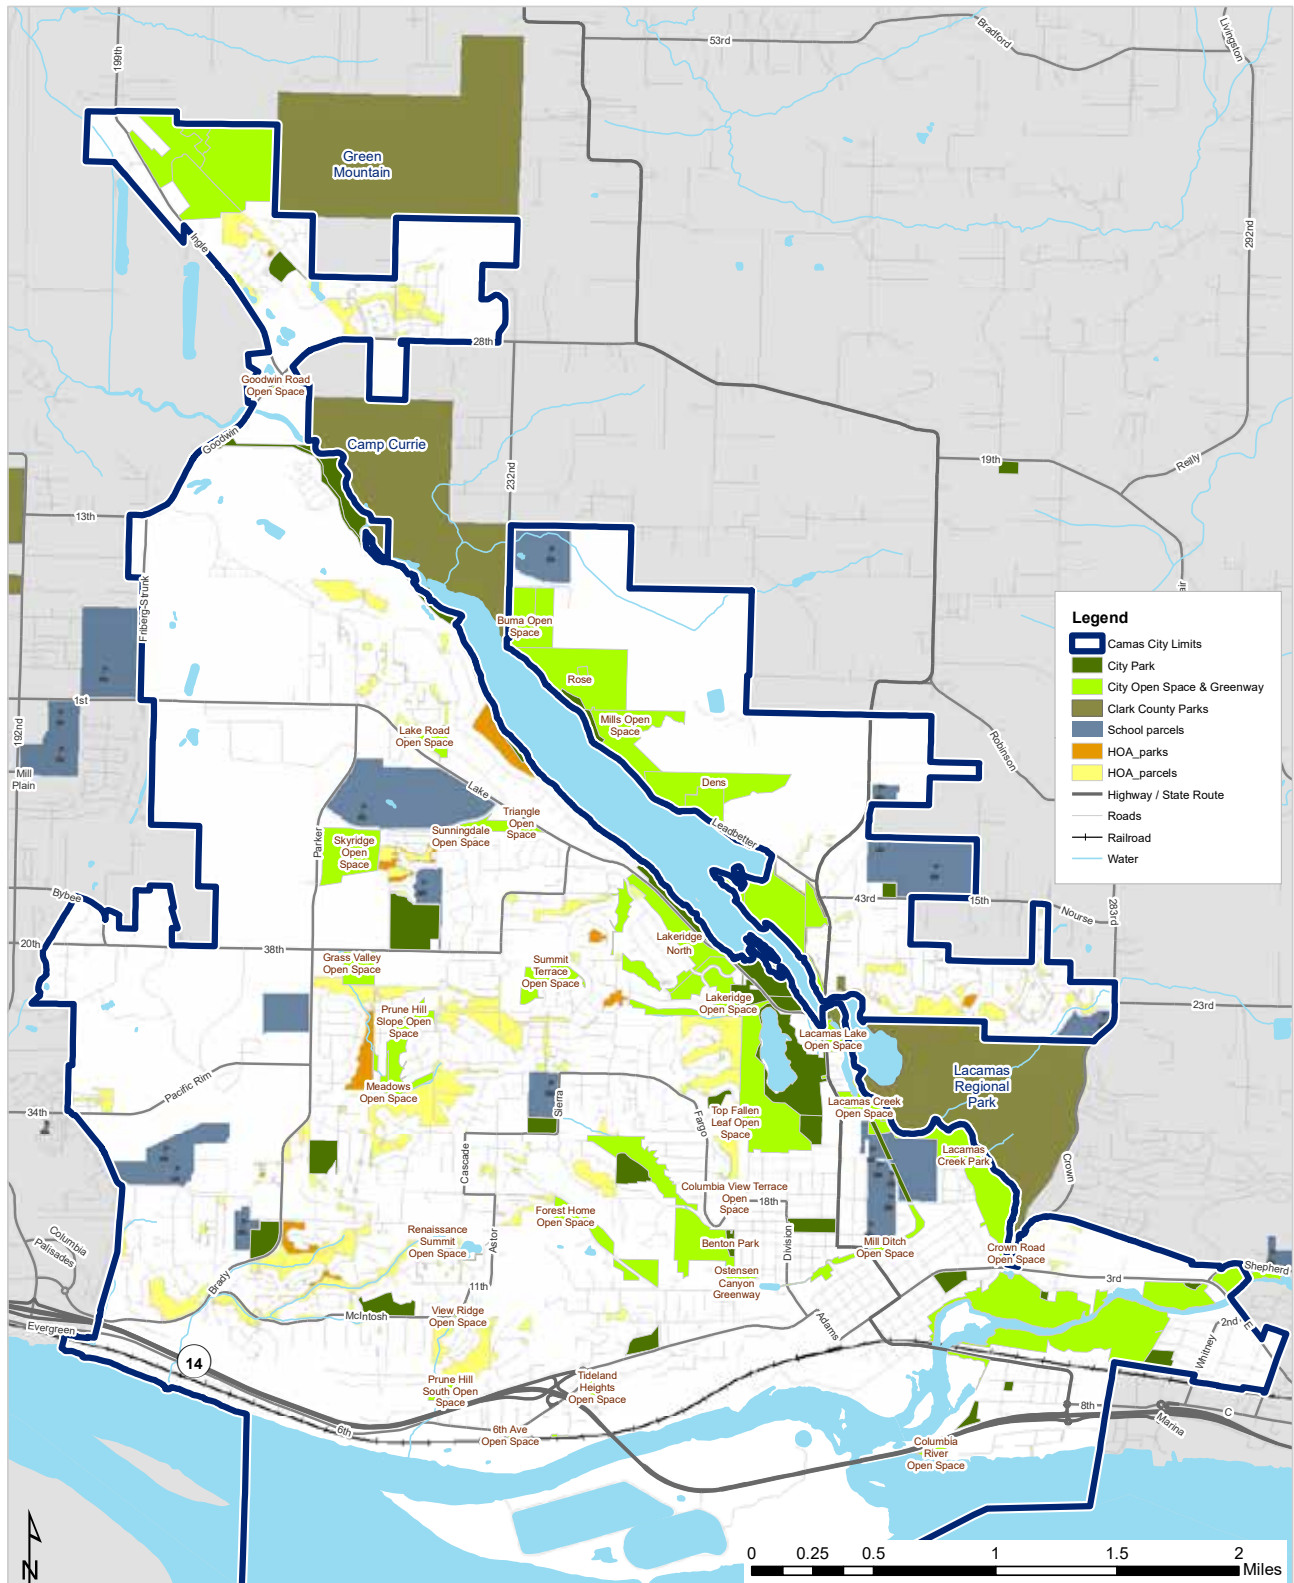 53rd
Bradford
Livingston
199th
Green
Mountain
292nd
Ingle
28th
Goodwin Road
Open Space
Goodwin
Camp Currie
232nd
19th
Reilly
13th
Friberg-Strunk
Buma Open
Space
Rose
Mills Open
Space
1st
192nd
Lake Road
Open Space
Robinson
Mill
Plain
Lake
Dens
Triangle
Open
Space
Sunningdale
Open Space
Leadbetter
Parker
Skyridge
Open
Space
Bybee
43rd
15th
Nourse
283rd
20th
38th
Lakeridge
North
Grass Valley
Open Space
Summit
Terrace
Open Space
Lakeridge
Open Space
23rd
Prune Hill
Slope Open
Space
Lacamas Lake
Open Space
Lacamas
Regional
Park
Pacific Rim
Meadows
Open Space
Sierra
34th
Fargo
Top Fallen
Leaf Open
Space
Lacamas Creek
Open Space
Lacamas
Creek Park
Crown
Cascade
Columbia View Terrace
Open
Space
18th
Forest Home
Open Space
Columbia
Palisades
Renaissance
Summit
Open Space
Astor
Benton Park
Division
Mill Ditch
Open Space
Crown Road
Open Space
Shepherd
Ostensen
Canyon
Greenway
3rd
Brady
11th
McIntosh
View Ridge
Open Space
Adams
Evergreen
2nd
E
Whitney
14
Prune Hill
South Open
Space
Tideland
Heights
Open Space
6th
6th Ave
Open Space
8th
C
Marina
Columbia
River
Open Space
Legend
Camas City Limits
City Park
City Open Space & Greenway
Clark County Parks
School parcels
HOA_parks
HOA_parcels
Highway / State Route
Roads
Railroad
Water
N
0 0.25 0.5 1 1.5 2
Miles